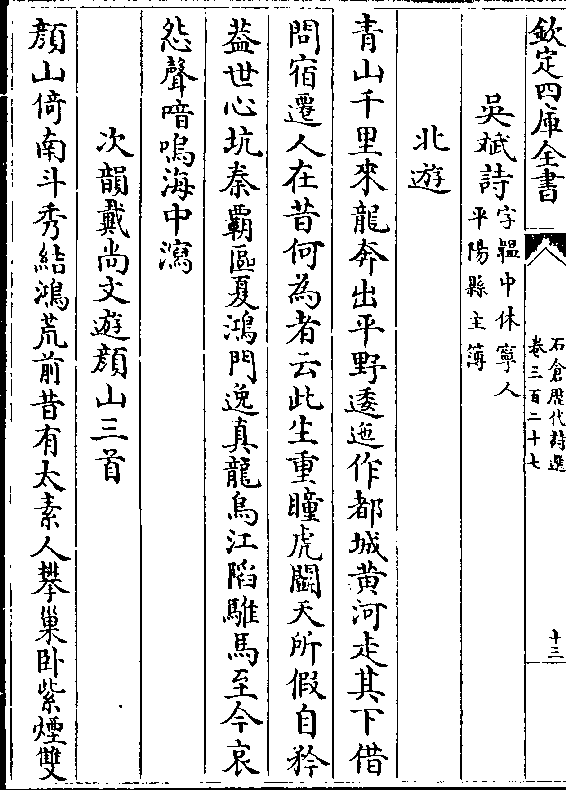 欽定四庫全書
石倉歷代詩選
卷三百二十七
十三
吳斌詩字韞中休寧人
平陽縣主簿
北遊
青山千里來龍奔出平野逶迤作都城黄河走其下借
問宿遷人在昔何為者云此生重瞳虎鬭天所假自矜
葢世心坑秦霸區夏鴻門逸真龍烏江陷騅馬至今哀
怨聲喑嗚海中瀉
次韻戴尚文遊顔山三首
顔山倚南斗秀結鴻荒前昔有太素人攀巢卧紫煙雙